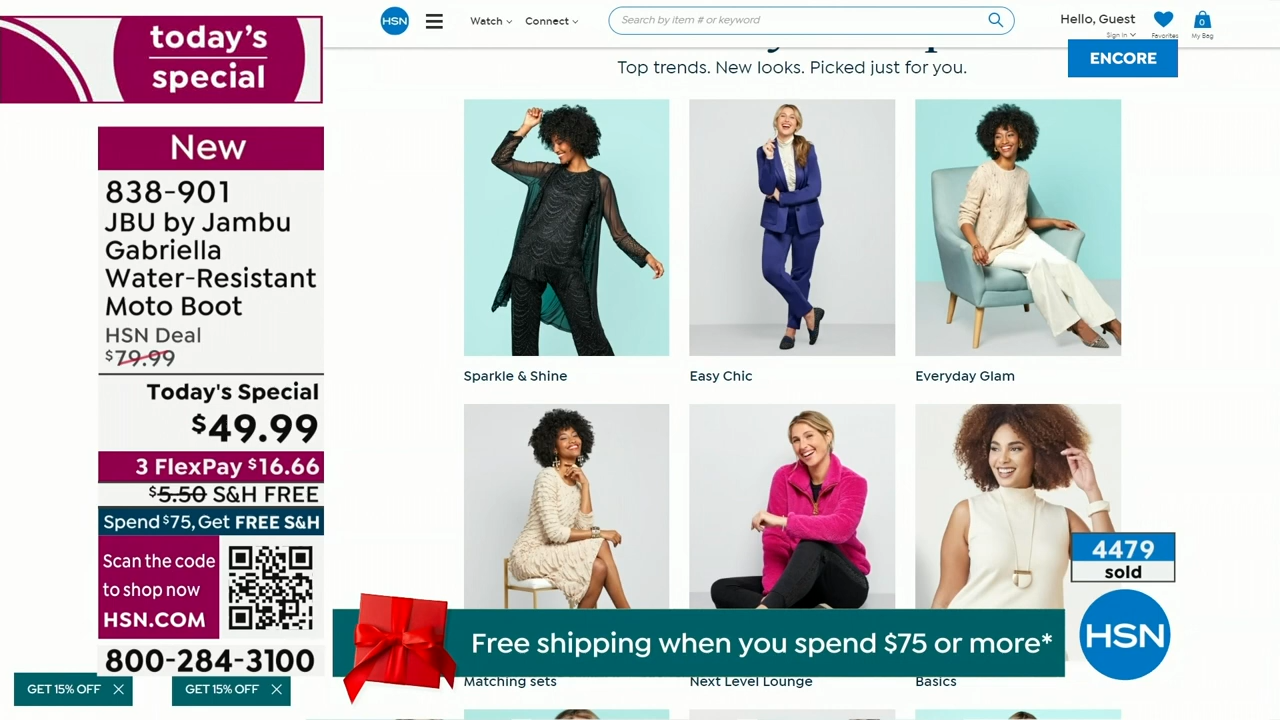 today's
special
New
838-901
JBU by Jambu
Gabriella
Water-Resistant
Moto Boot
HSN Deal
$79.99
Today's Special
$49.99
3 FlexPay $16.66
$5.50 S&H FREE
Spend $75, Get FREE S&H
Scan the code
to shop now
HSN.COM
800-284-3100
GET 15% OFF
GET 15% OFF
HSN
Watch
Connect
Search by item # or keyword
Hello, Guest
Sign In
Favorites
0
My Bag
ENCORE
Top trends. New looks. Picked just for you.
Sparkle & Shine
Easy Chic
Everyday Glam
4479
sold
Free shipping when you spend $75 or more*
HSN
Matching sets
Next Level Lounge
Basics